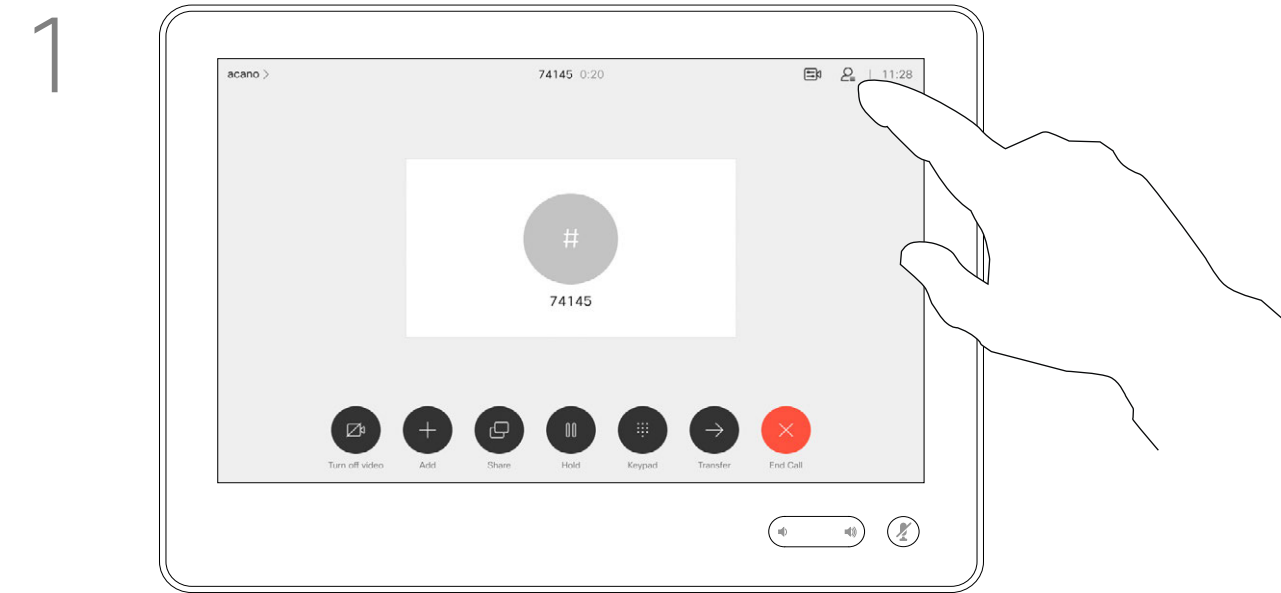 1
acano >
74145 0:20
11:28
#
74145
Turn off video
Add
Share
Hold
Keypad
Transfer
End Call